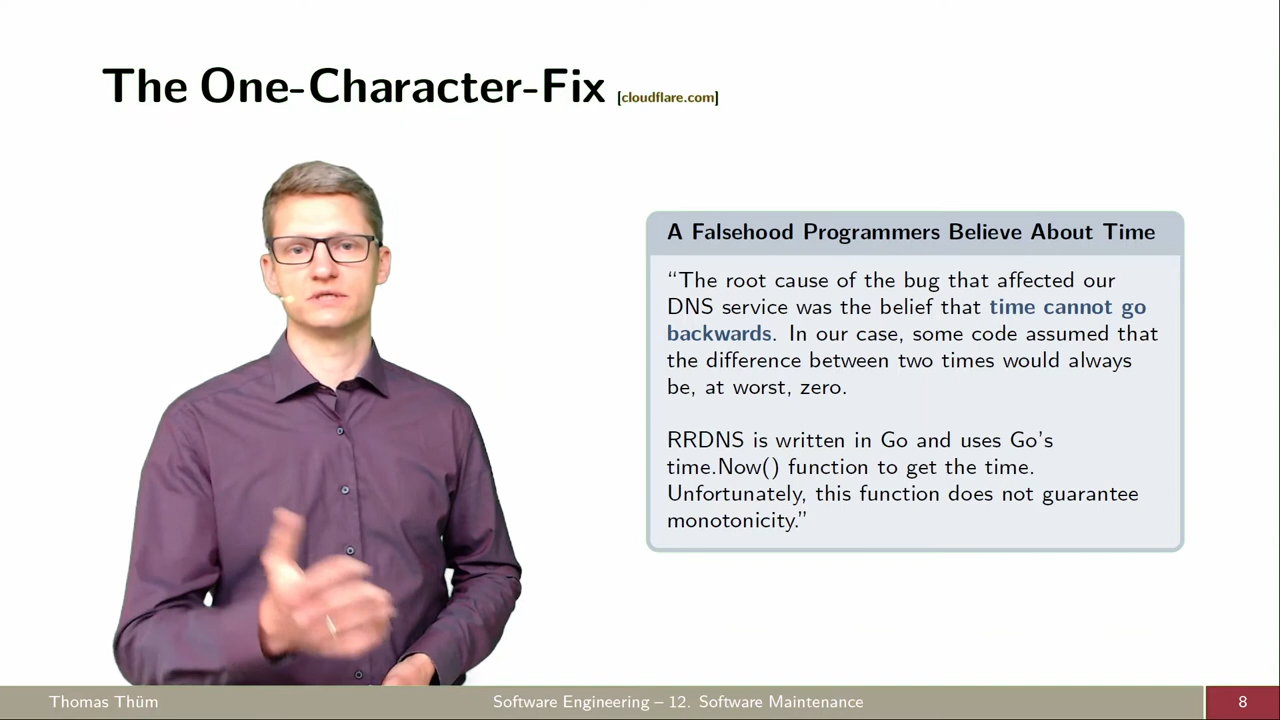 The One-Character-Fix [cloudflare.com]
A Falsehood Programmers Believe About Time
“The root cause of the bug that affected our
DNS service was the belief that time cannot go
backwards. In our case, some code assumed that
the difference between two times would always
be, at worst, zero.
RRDNS is written in Go and uses Go’s
time.Now() function to get the time.
Unfortunately, this function does not guarantee
monotonicity.”
Thomas Thüm
Software Engineering – 12. Software Maintenance
8